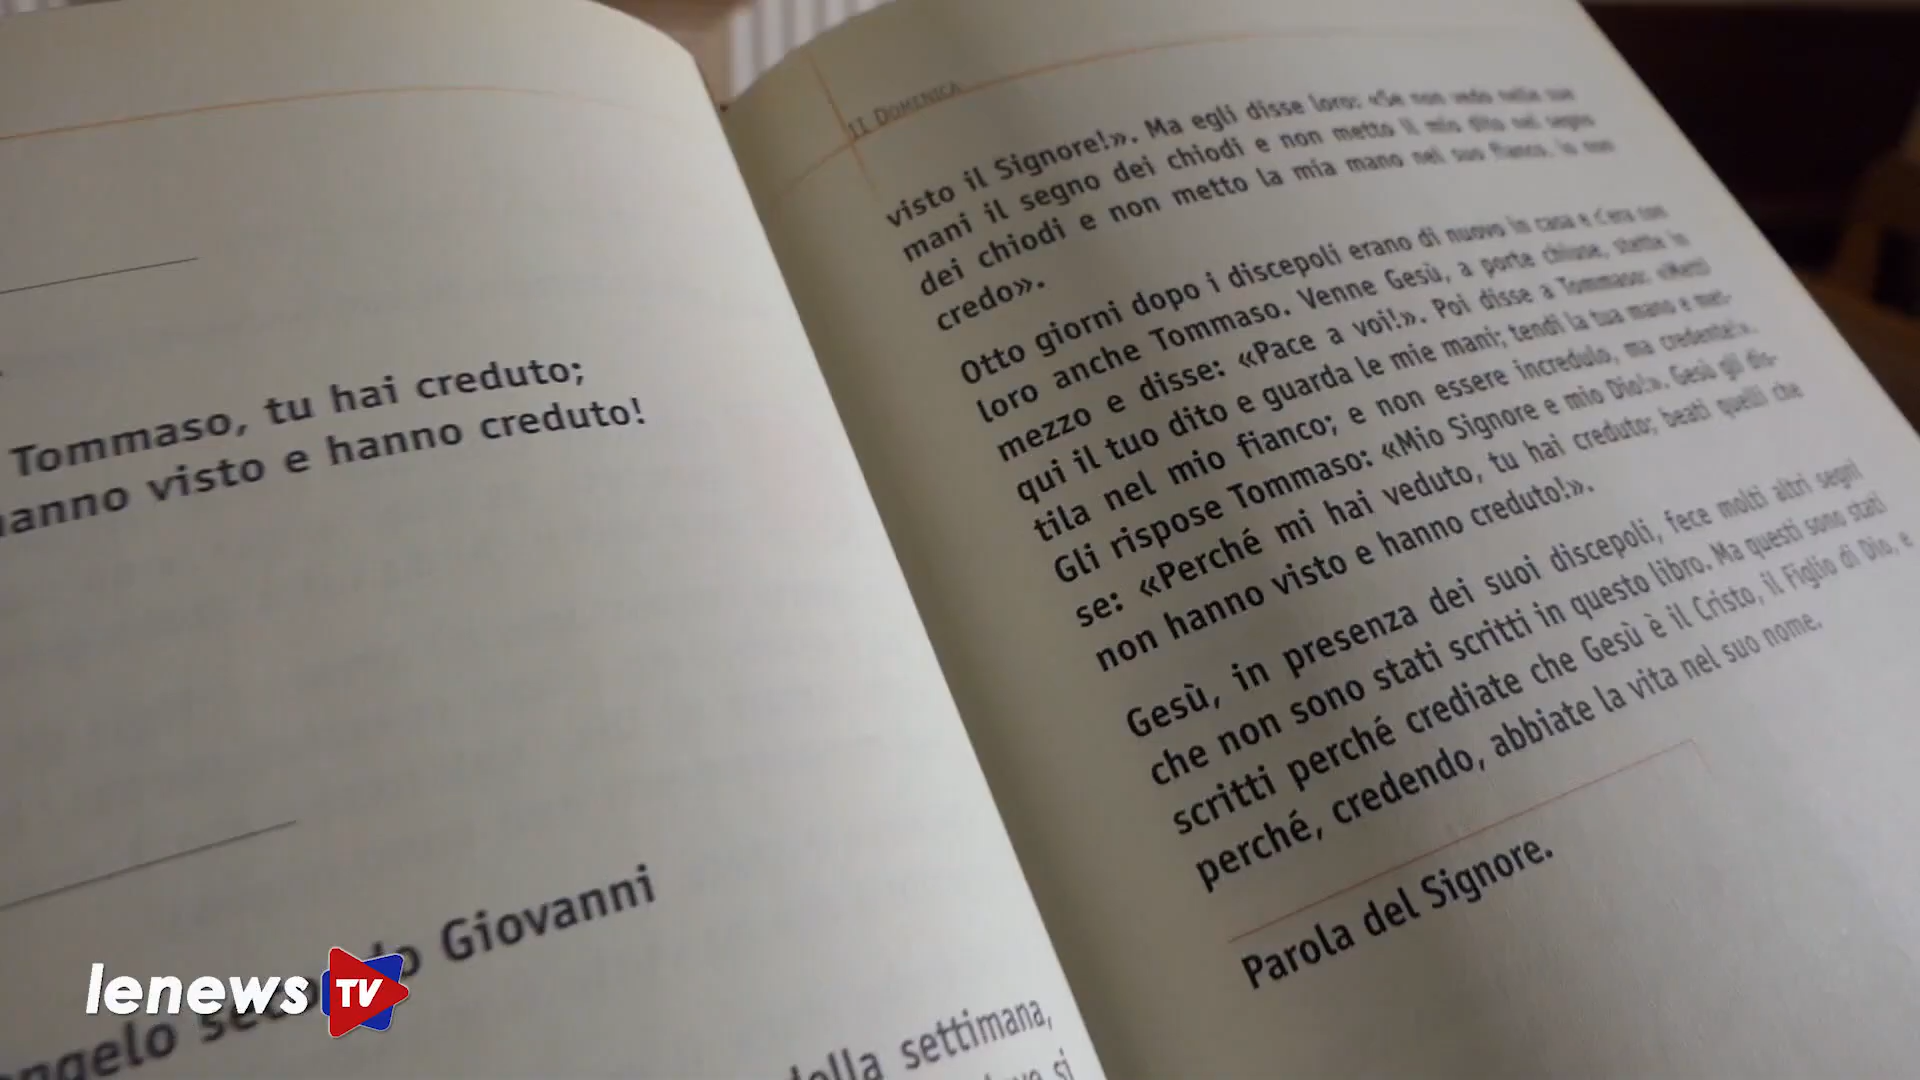 Tommaso, tu hai creduto;
hanno visto e hanno creduto!
Giovanni
della settimana,
si
II DOMENICA
visto il Signore!». Ma egli disse loro: «Se non vedo nelle sue
mani il segno dei chiodi e non metto il mio dito nel segno
dei chiodi e non metto la mia mano nel suo fianco, io non
credo».
Otto giorni dopo i discepoli erano di nuovo in casa e c'era con
loro anche Tommaso. Venne Gesù, a porte chiuse, stette in
mezzo e disse: «Pace a voi!». Poi disse a Tommaso: «Metti
qui il tuo dito e guarda le mie mani; tendi la tua mano e met-
tila nel mio fianco; e non essere incredulo, ma credente!».
Gli rispose Tommaso: «Mio Signore e mio Dio!». Gesù gli dis-
se: «Perché mi hai veduto, tu hai creduto; beati quelli che
non hanno visto e hanno creduto!».
Gesù, in presenza dei suoi discepoli, fece molti altri segni
che non sono stati scritti in questo libro. Ma questi sono stati
scritti perché crediate che Gesù è il Cristo, il Figlio di Dio, e
perché, credendo, abbiate la vita nel suo nome.
Parola del Signore.
lenews TV